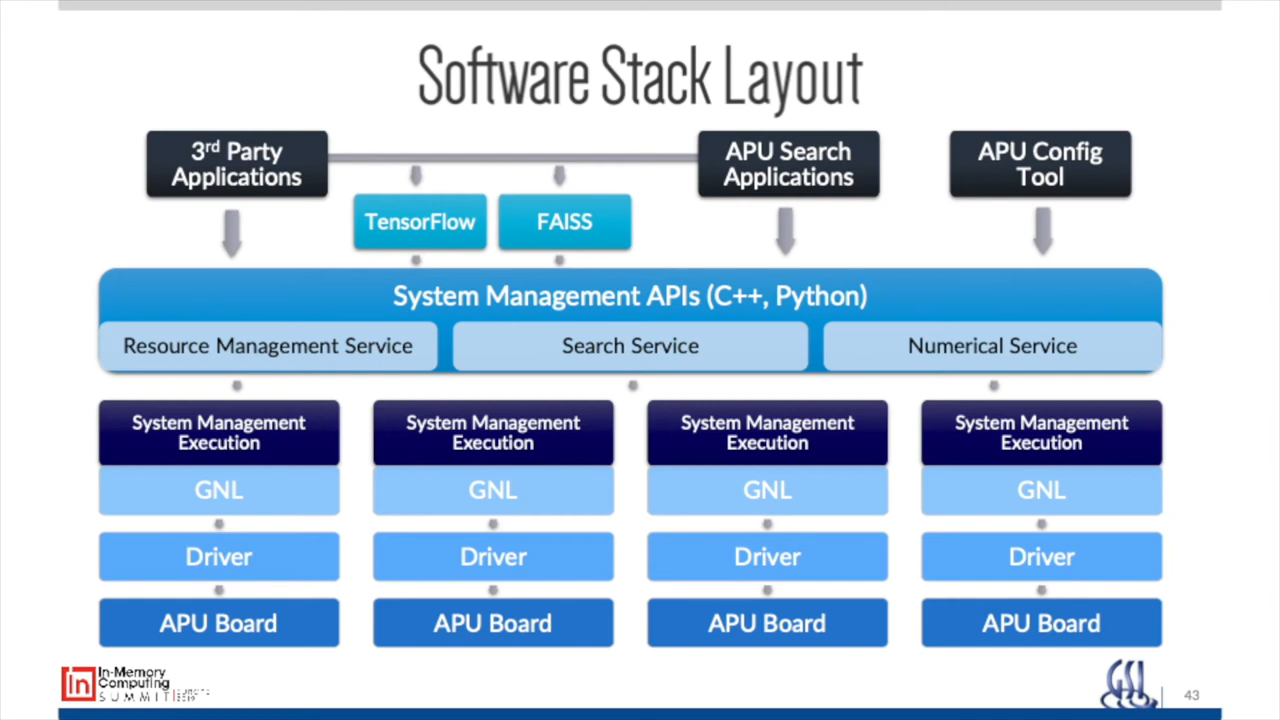 Software Stack Layout
3rd Party
Applications
APU Search
Applications
APU Config
Tool
TensorFlow
FAISS
System Management APIs (C++, Python)
Resource Management Service
Search Service
Numerical Service
System Management
Execution
System Management
Execution
System Management
Execution
System Management
Execution
GNL
GNL
GNL
GNL
Driver
Driver
Driver
Driver
APU Board
APU Board
APU Board
APU Board
In-Memory
Computing
SUMMIT
GSI
43